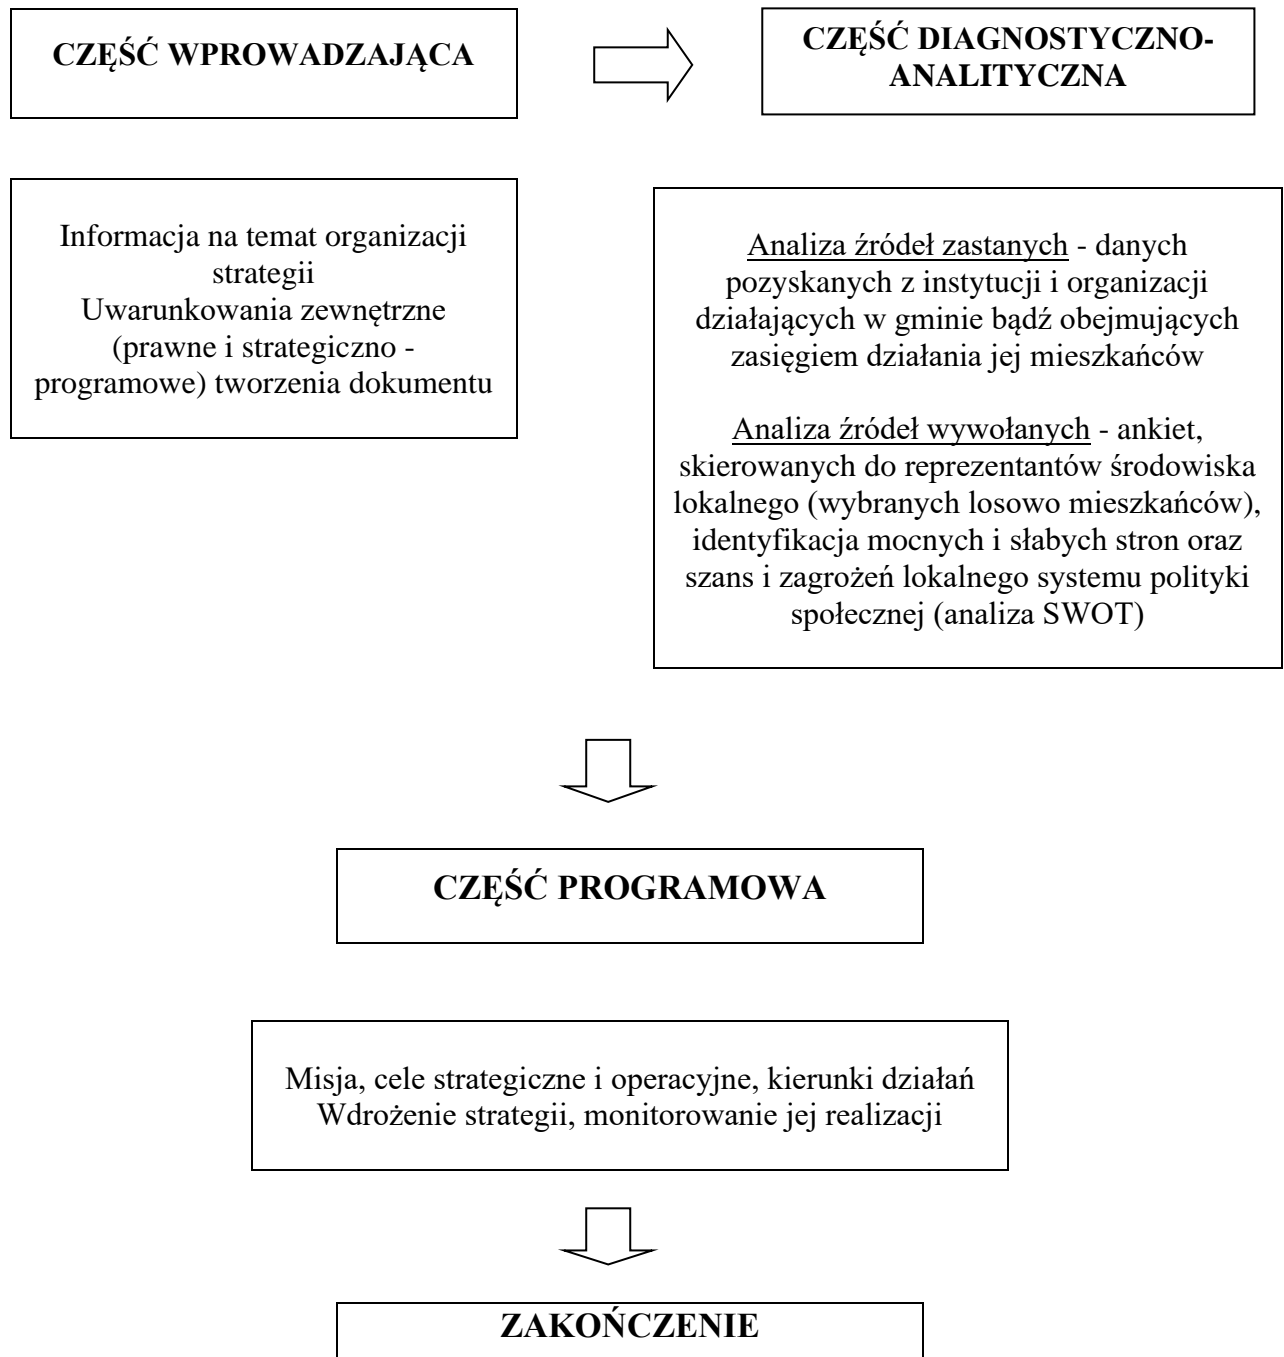 CZĘŚĆ WPROWADZAJĄCA
CZĘŚĆ DIAGNOSTYCZNO-
ANALITYCZNA
Informacja na temat organizacji
strategii
Uwarunkowania zewnętrzne
(prawne i strategiczno -
programowe) tworzenia dokumentu
Analiza źródeł zastanych - danych
pozyskanych z instytucji i organizacji
działających w gminie bądź obejmujących
zasięgiem działania jej mieszkańców
Analiza źródeł wywołanych - ankiet,
skierowanych do reprezentantów środowiska
lokalnego (wybranych losowo mieszkańców),
identyfikacja mocnych i słabych stron oraz
szans i zagrożeń lokalnego systemu polityki
społecznej (analiza SWOT)
CZĘŚĆ PROGRAMOWA
Misja, cele strategiczne i operacyjne, kierunki działań
Wdrożenie strategii, monitorowanie jej realizacji
ZAKOŃCZENIE